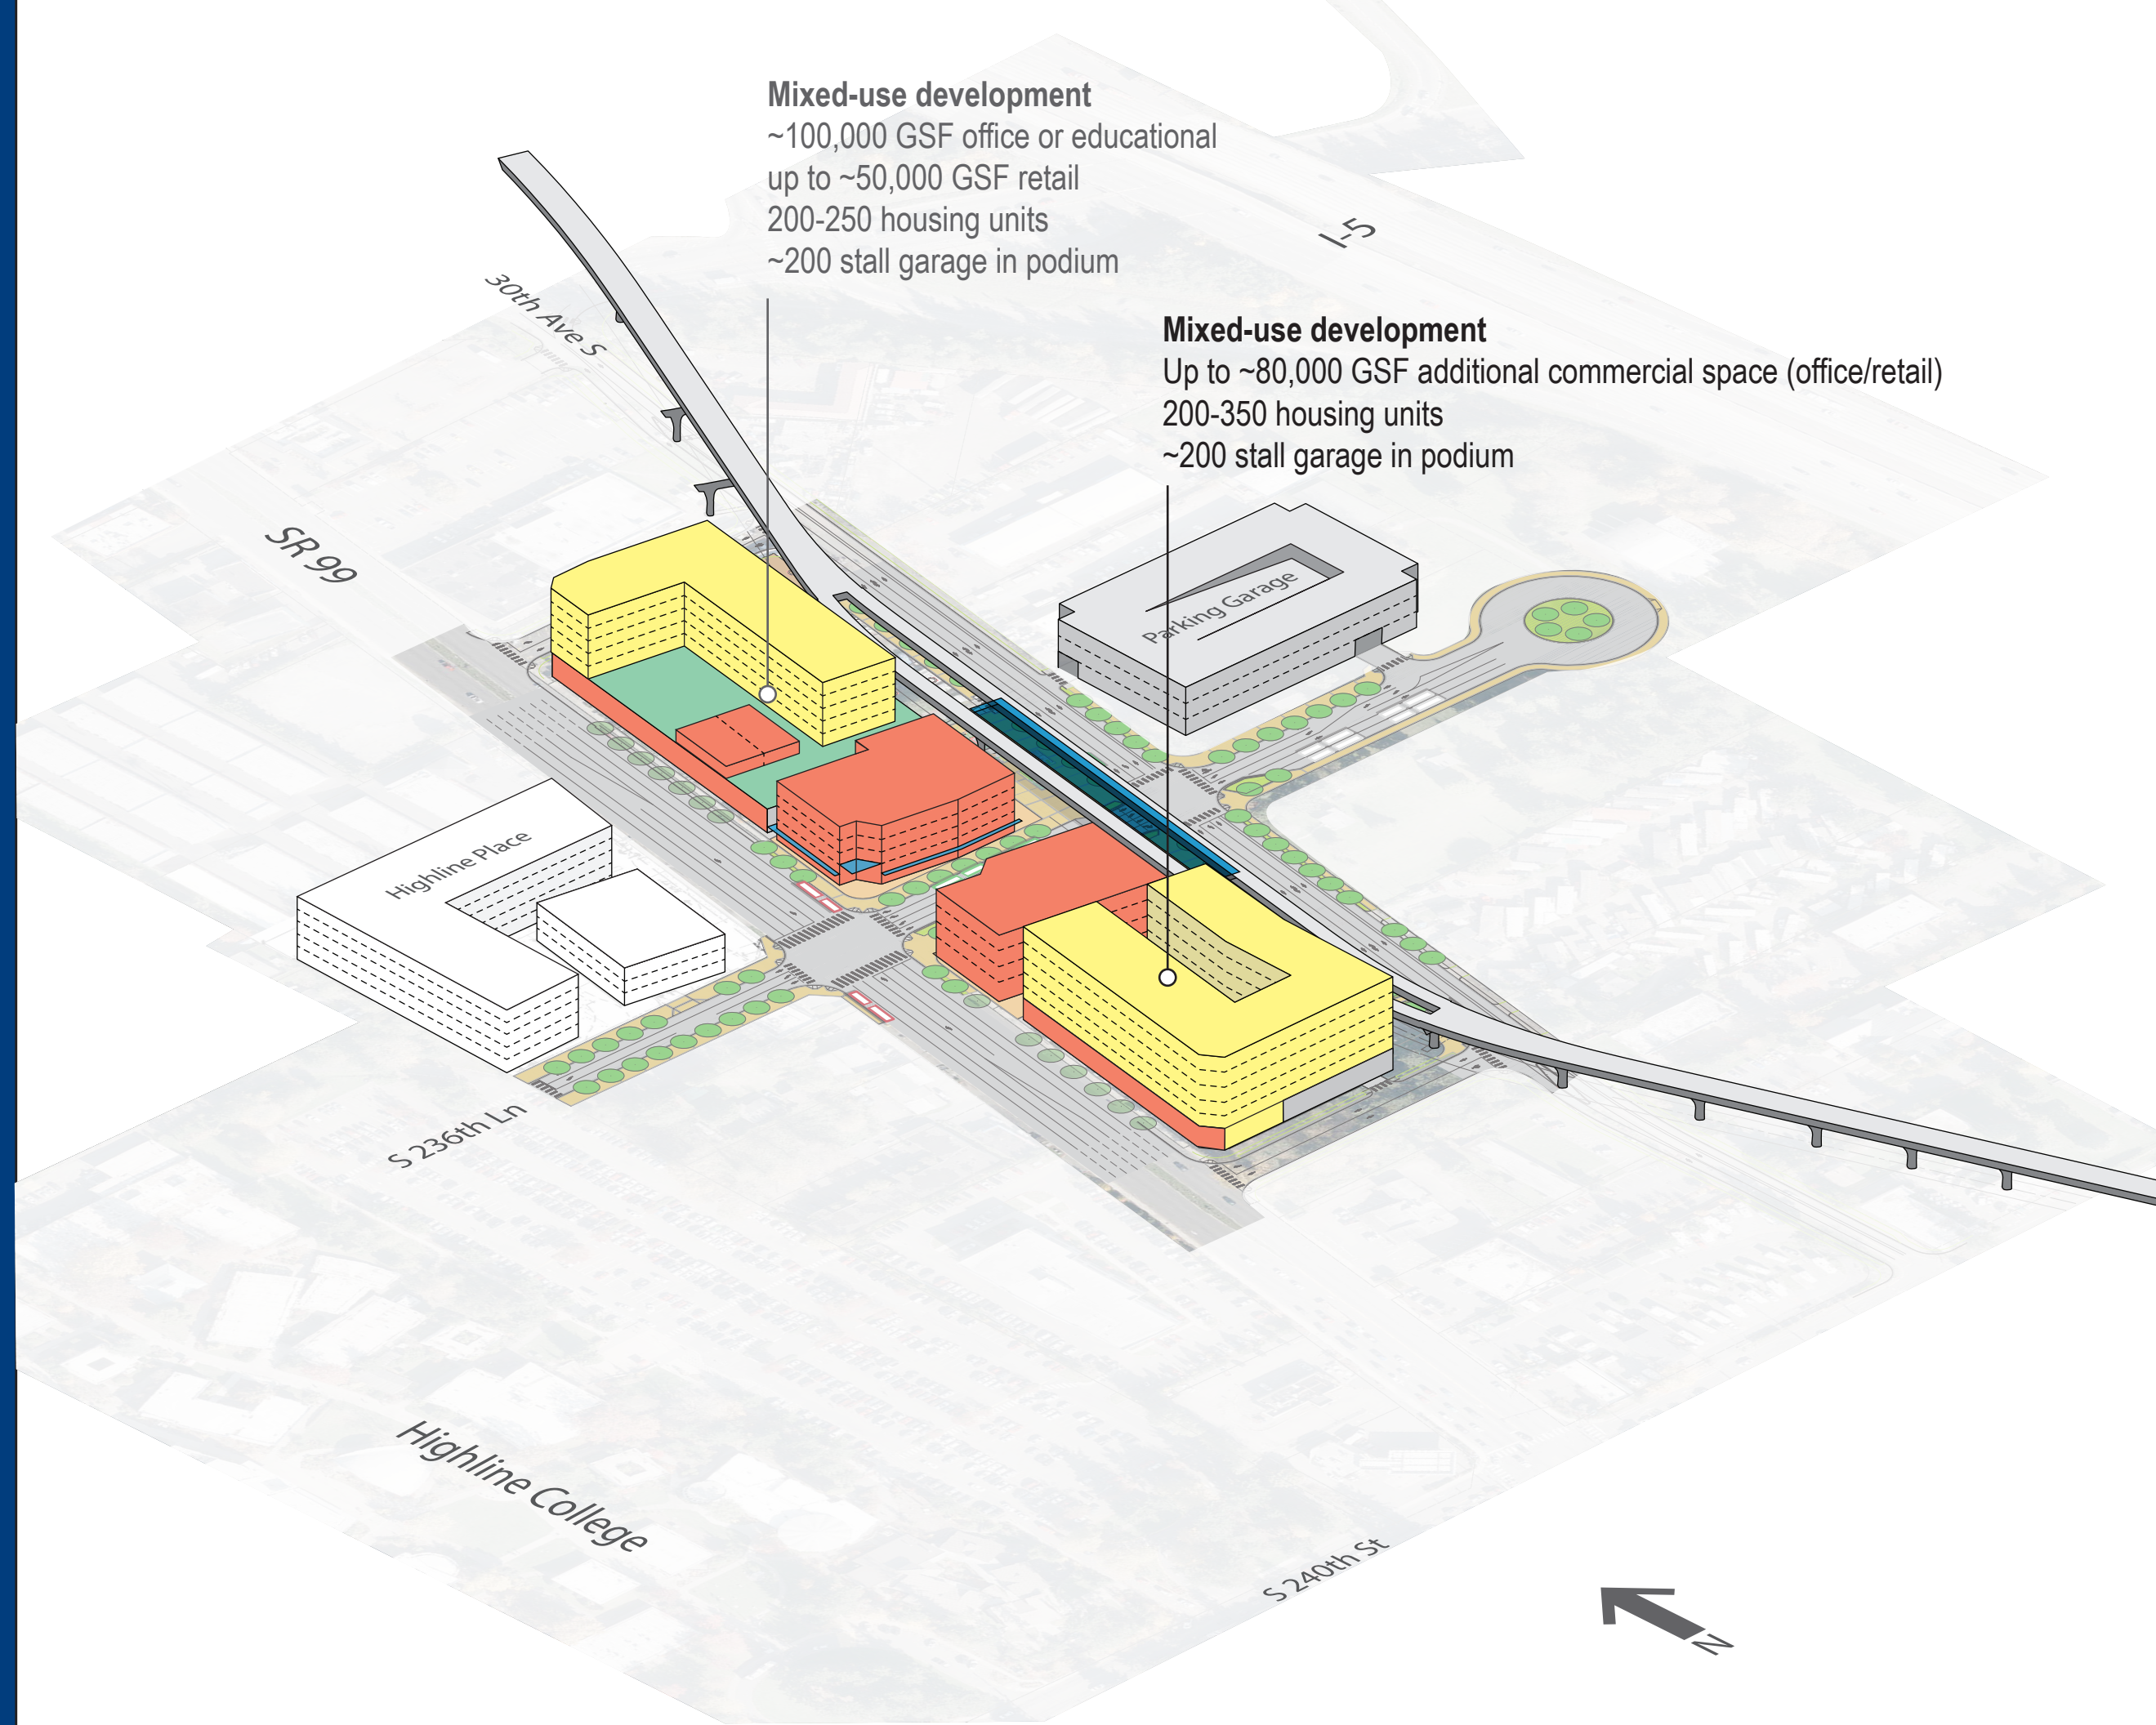 Mixed-use development
~100,000 GSF office or educational
up to ~50,000 GSF retail
200-250 housing units
~200 stall garage in podium
I-5
30th Ave S
Mixed-use development
Up to ~80,000 GSF additional commercial space (office/retail)
200-350 housing units
~200 stall garage in podium
SR 99
Parking Garage
Highline Place
S 236th Ln
Highline College
S 240th St
N